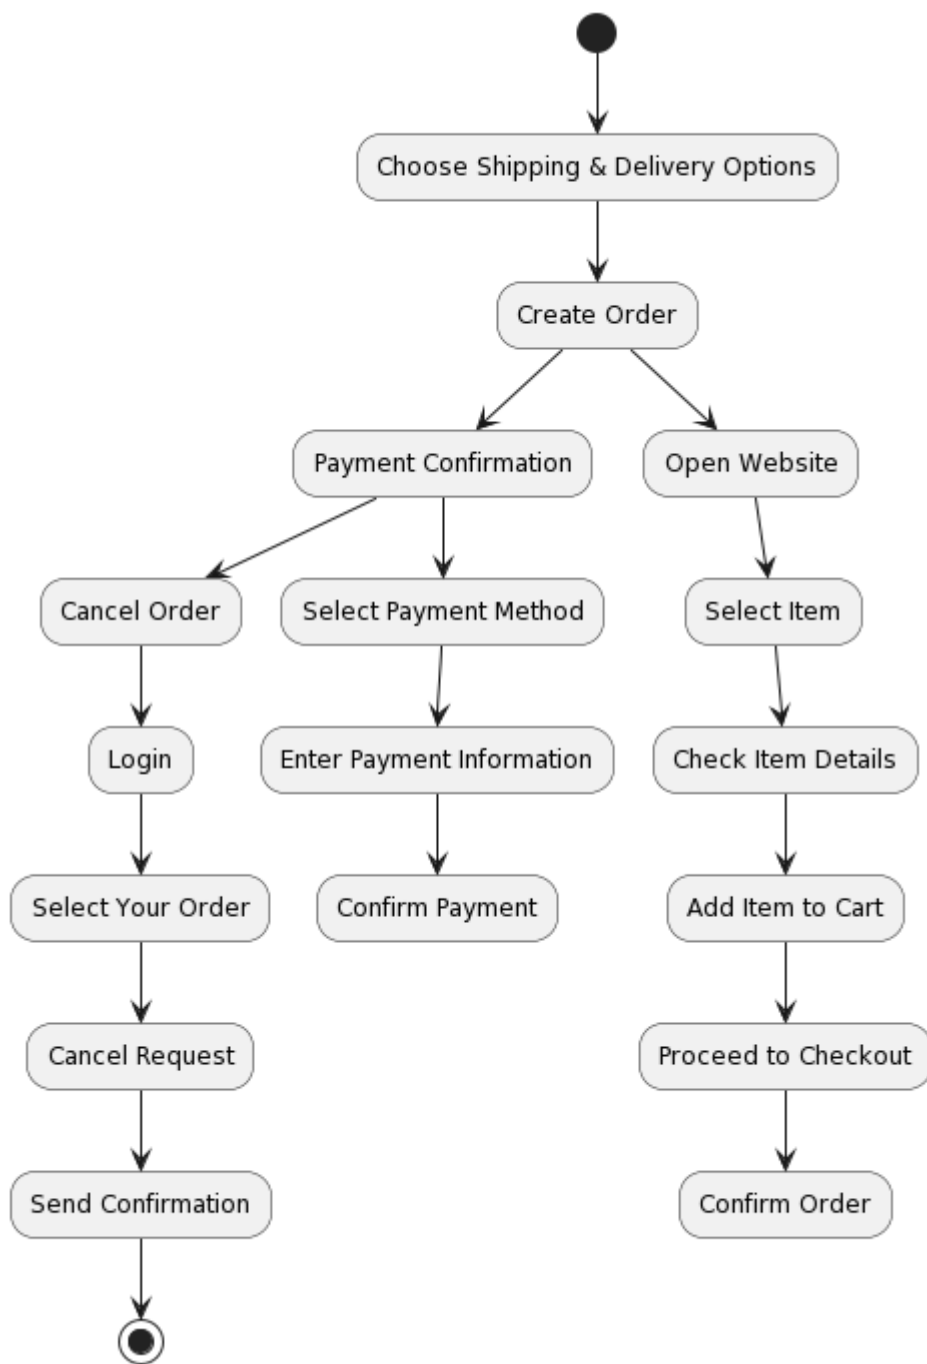 Choose Shipping & Delivery Options
Create Order
Payment Confirmation
Open Website
Cancel Order
Select Payment Method
Select Item
Login
Enter Payment Information
Check Item Details
Select Your Order
Confirm Payment
Add Item to Cart
Cancel Request
Proceed to Checkout
Send Confirmation
Confirm Order